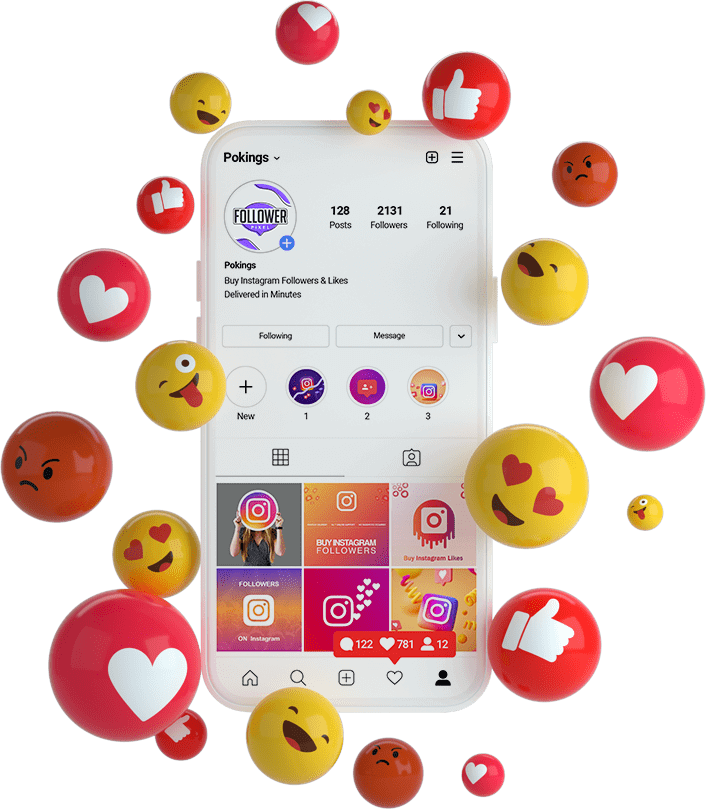 Pokings
FOLLOWER
PIXEL
128
2131
21
Posts
Followers
Following
Pokings
Buy Instagram Followers & Likes
Delivered in Minutes
Following
Message
New
1
2
3
BUY INSTAGRAM
FOLLOWERS
Buy Instagram Likes
FOLLOWERS
ON Instagram
122
781
12